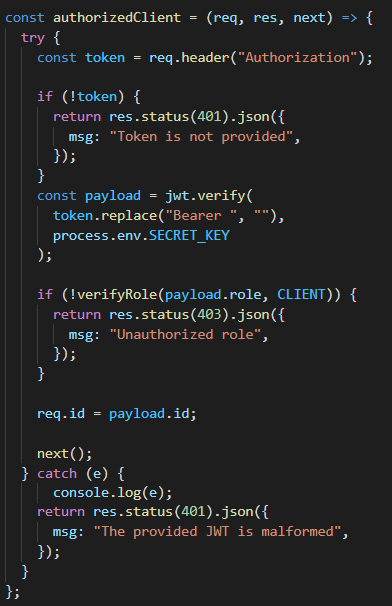 const authorizedClient = (req, res, next) => {
  try {
    const token = req.header("Authorization");

    if (!token) {
      return res.status(401).json({
        msg: "Token is not provided",
      });
    }
    const payload = jwt.verify(
      token.replace("Bearer ", ""),
      process.env.SECRET_KEY
    );

    if (!verifyRole(payload.role, CLIENT)) {
      return res.status(403).json({
        msg: "Unauthorized role",
      });
    }

    req.id = payload.id;

    next();
  } catch (e) {
      console.log(e);
    return res.status(401).json({
      msg: "The provided JWT is malformed",
    });
  }
};